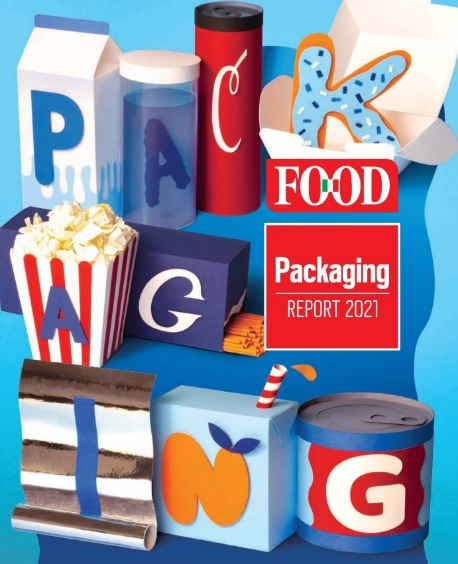 P A C K
FOOD
Packaging
REPORT 2021
A G
I N G